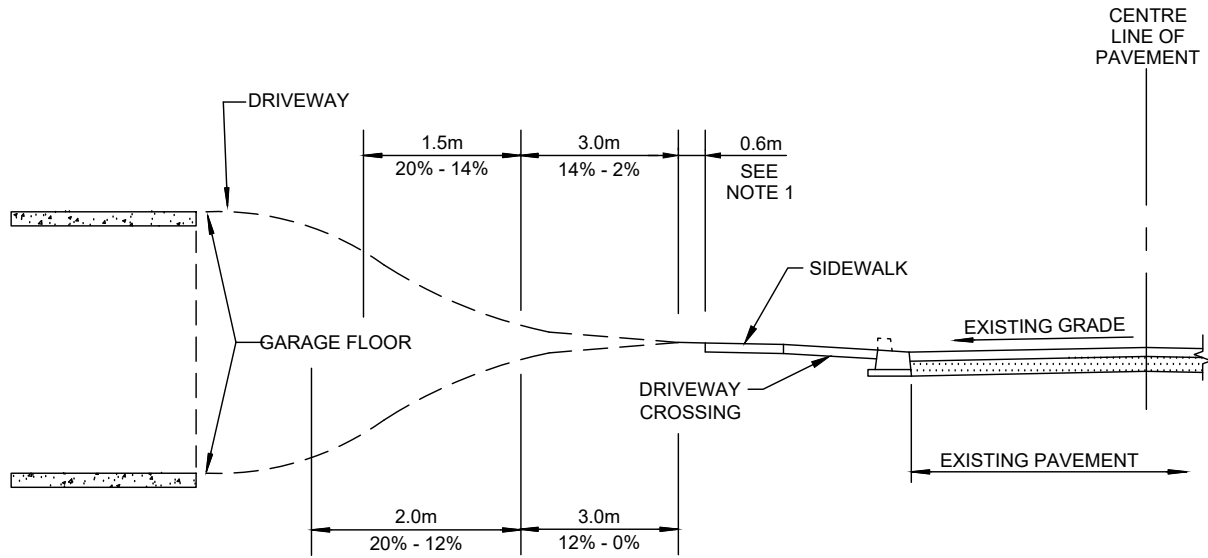 CENTRE
LINE OF
PAVEMENT
DRIVEWAY
1.5m
20% - 14%
3.0m
14% - 2%
0.6m
SEE
NOTE 1
SIDEWALK
EXISTING GRADE
GARAGE FLOOR
DRIVEWAY
CROSSING
EXISTING PAVEMENT
2.0m
20% - 12%
3.0m
12% - 0%